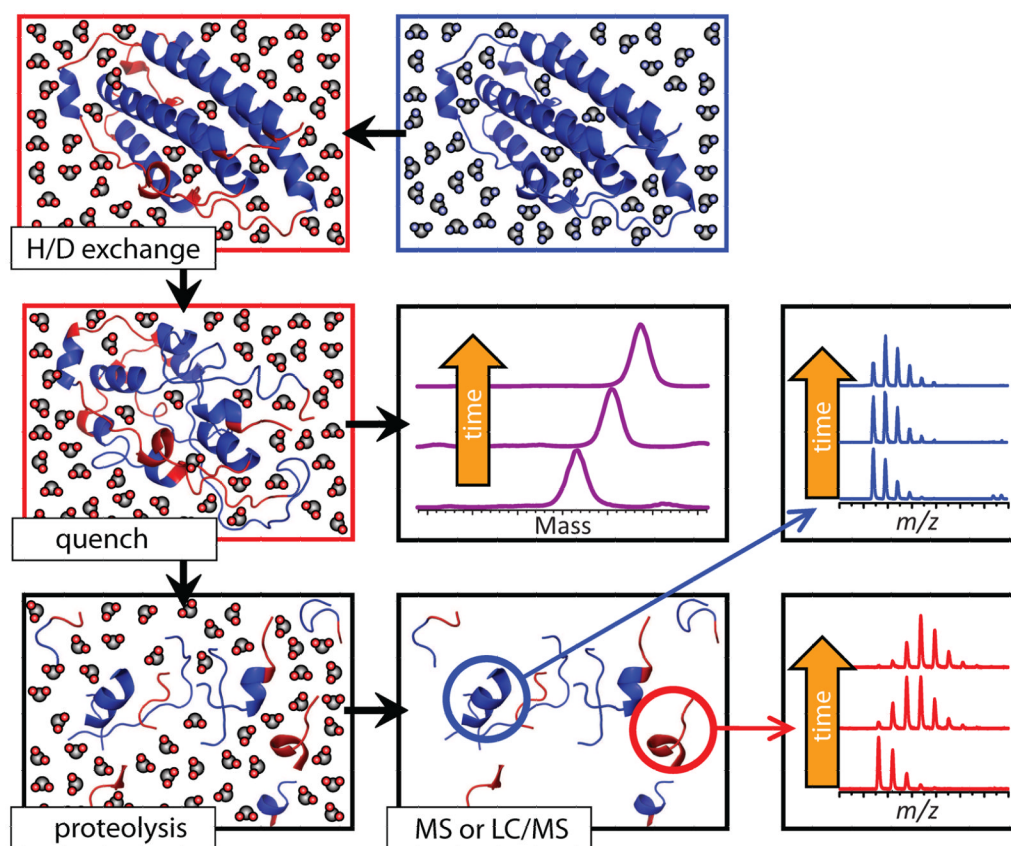 H/D exchange
quench
time
Mass
time
m/z
proteolysis
MS or LC/MS
time
m/z